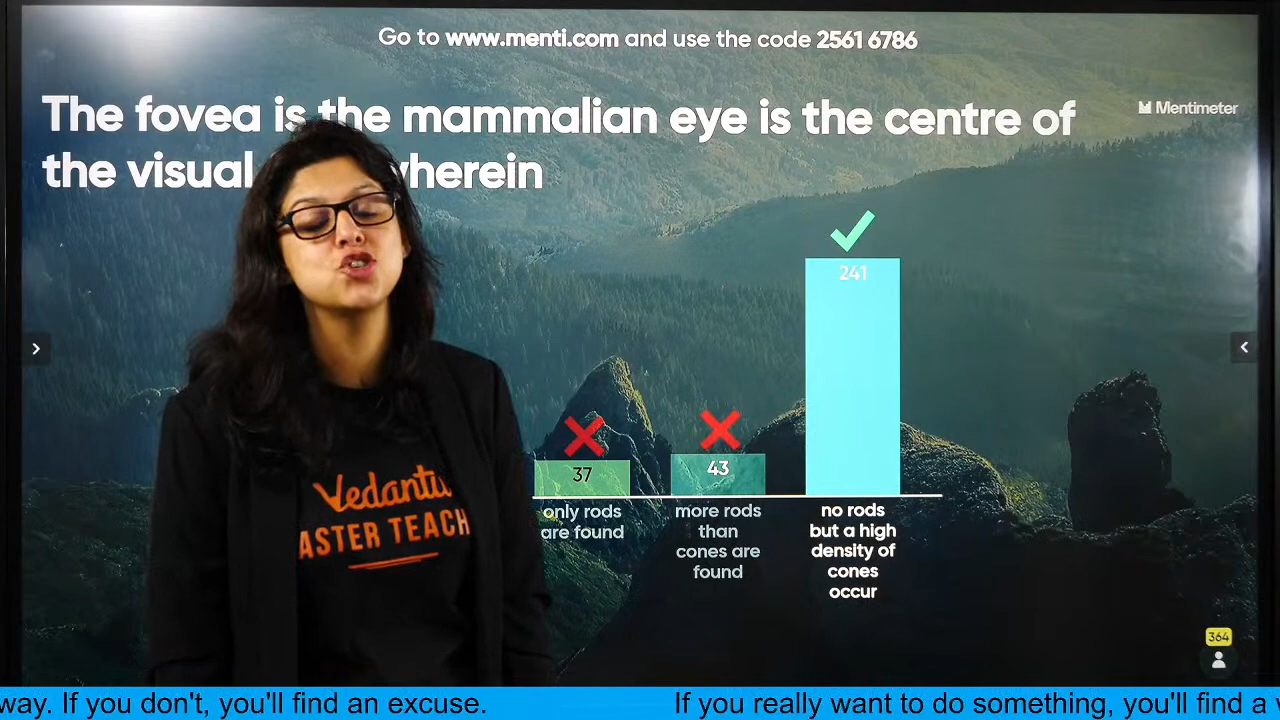 Go to www.menti.com and use the code 2561 6786
The fovea is the mammalian eye is the centre of
the visual wherein
Mentimeter
241
37
43
only rods
are found
more rods
than
cones are
found
no rods
but a high
density of
cones
occur
Vedantu
ASTER TEACH
364
way. If you don't, you'll find an excuse.
If you really want to do something, you'll find a